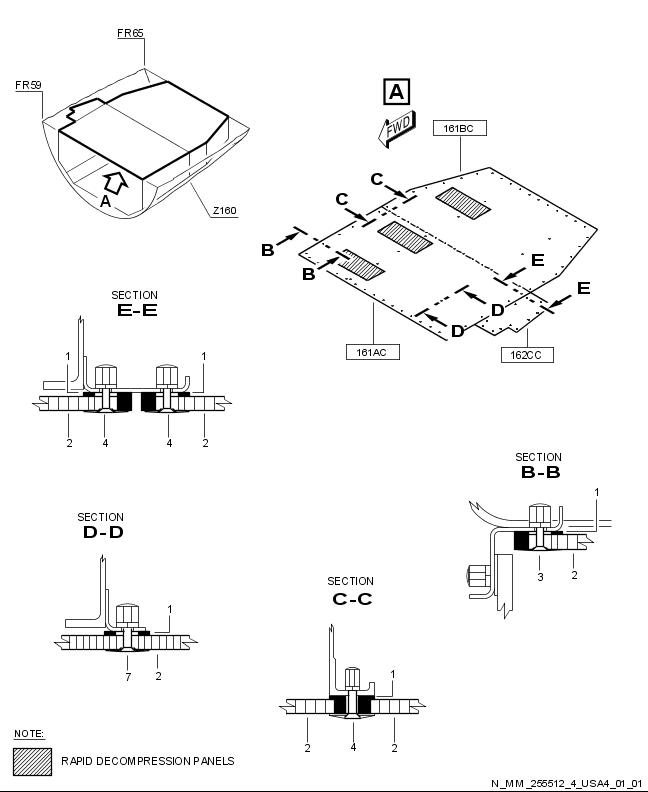 FR65
FR59
A
Z160
A
FWD
161BC
C
C
B
B
E
E
D
D
161AC
162CC
SECTION
E-E
1
1
2
4
4
2
SECTION
B-B
1
3
2
SECTION
D-D
1
7
2
SECTION
C-C
1
2
4
2
NOTE:
RAPID DECOMPRESSION PANELS
N_MM_255512_4_USA4_01_01